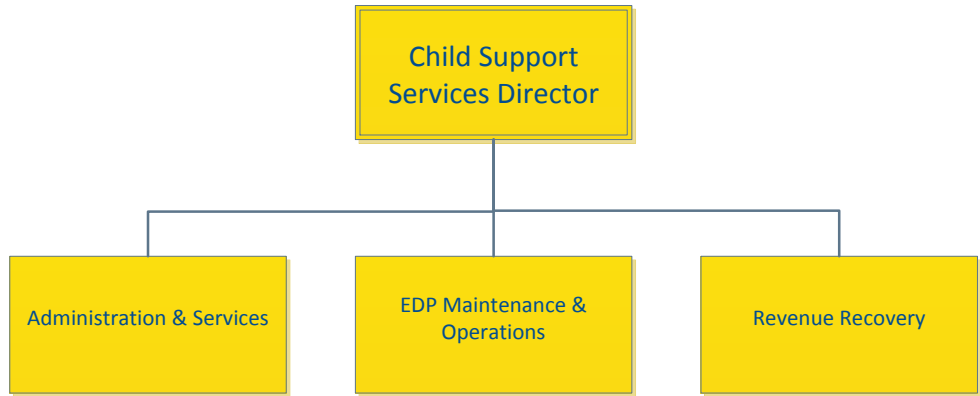 Child Support
Services Director
Administration & Services
EDP Maintenance &
Operations
Revenue Recovery